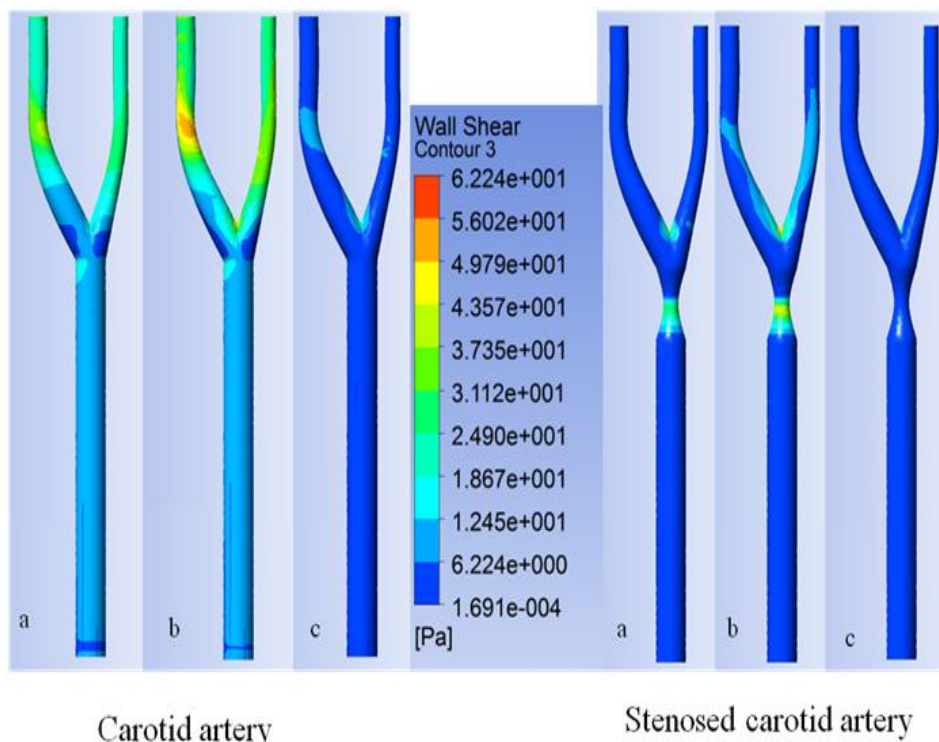 Wall Shear
Contour 3
6.224e+001
5.602e+001
4.979e+001
4.357e+001
3.735e+001
3.112e+001
2.490e+001
1.867e+001
1.245e+001
6.224e+000
1.691e-004
[Pa]
a
b
c
a
b
c
Carotid artery
Stenosed carotid artery